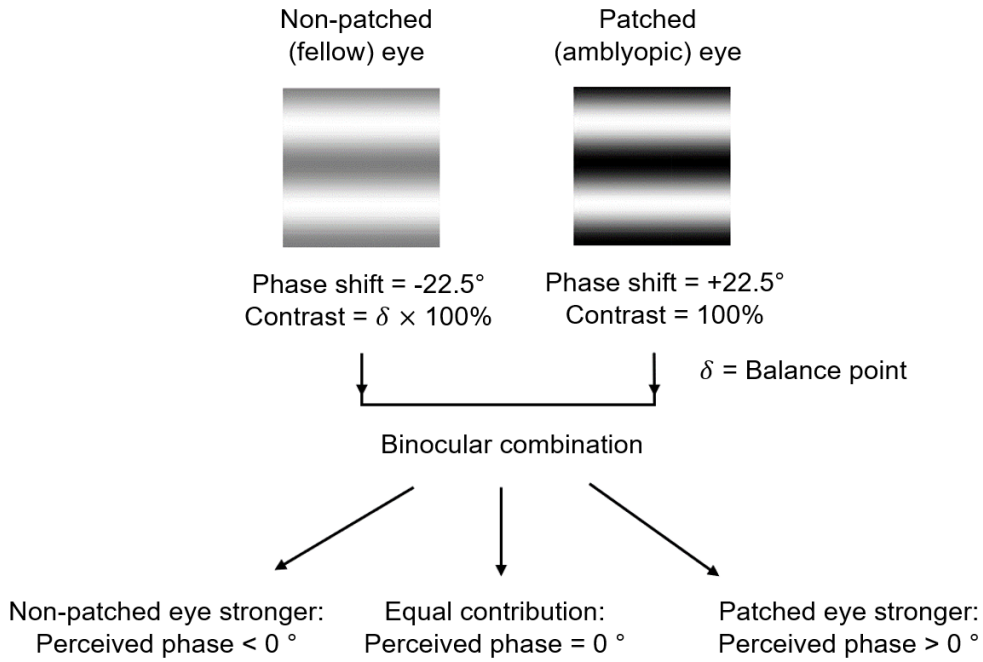 Non-patched
(fellow) eye
Patched
(amblyopic) eye
Phase shift = -22.5°
Contrast = 𝛿 × 100%
Phase shift = +22.5°
Contrast = 100%
𝛿 = Balance point
Binocular combination
Non-patched eye stronger:
Perceived phase < 0 °
Equal contribution:
Perceived phase = 0 °
Patched eye stronger:
Perceived phase > 0 °